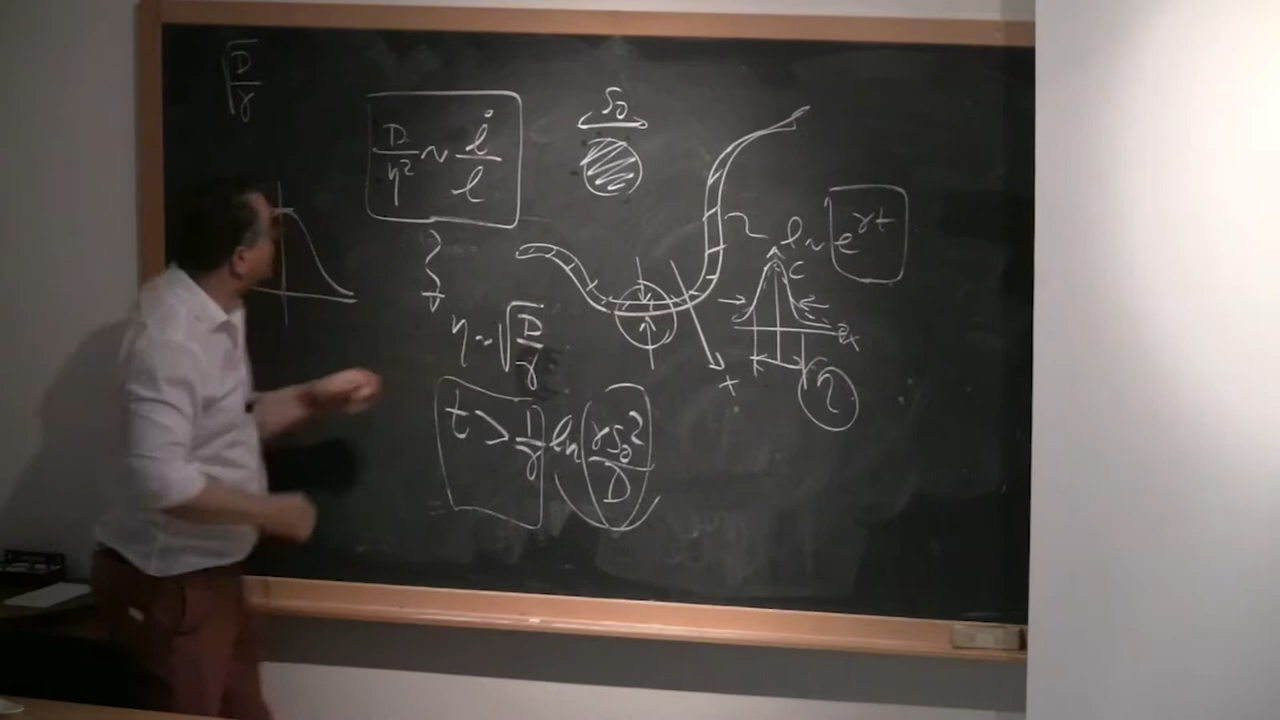 √(D/γ)
D/η² ~ l̇/l
S₀
l ~ e^{γt}
c
η ~ √(D/γ)
x
η
t > 1/γ ln(γS₀²/D)